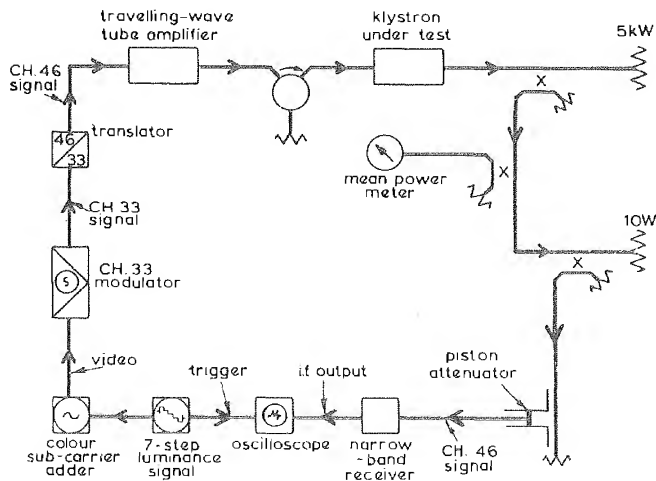 travelling-wave
tube amplifier
klystron
under test
5kW
CH.46
signal
46
33
translator
mean power
meter
X
X
CH 33
signal
10W
X
CH.33
modulator
S
video
trigger
i.f output
piston
attenuator
colour
sub-carrier
adder
7-step
luminance
signal
oscilloscope
narrow
-band
receiver
CH. 46
signal